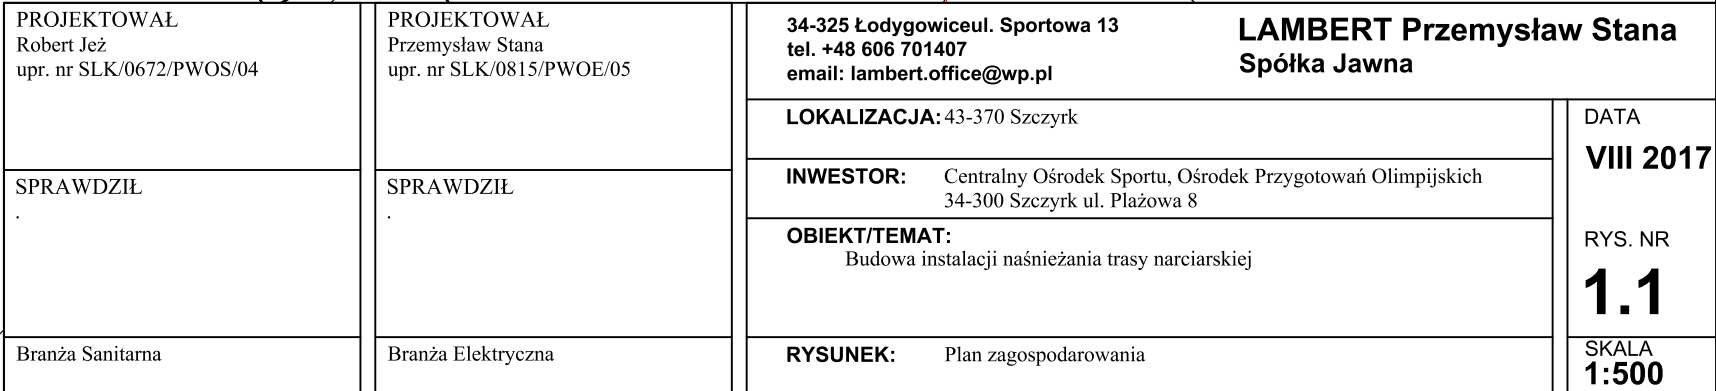 PROJEKTOWAŁ
Robert Jeż
upr. nr SLK/0672/PWOS/04
SPRAWDZIŁ
.
Branża Sanitarna
PROJEKTOWAŁ
Przemysław Stana
upr. nr SLK/0815/PWOE/05
SPRAWDZIŁ
.
Branża Elektryczna
34-325 Łodygowiceul. Sportowa 13
tel. +48 606 701407
email: lambert.office@wp.pl
LAMBERT Przemysław Stana
Spółka Jawna
LOKALIZACJA: 43-370 Szczyrk
INWESTOR: Centralny Ośrodek Sportu, Ośrodek Przygotowań Olimpijskich
34-300 Szczyrk ul. Plażowa 8
OBIEKT/TEMAT:
Budowa instalacji naśnieżania trasy narciarskiej
RYSUNEK: Plan zagospodarowania
DATA
VIII 2017
RYS. NR
1.1
SKALA
1:500